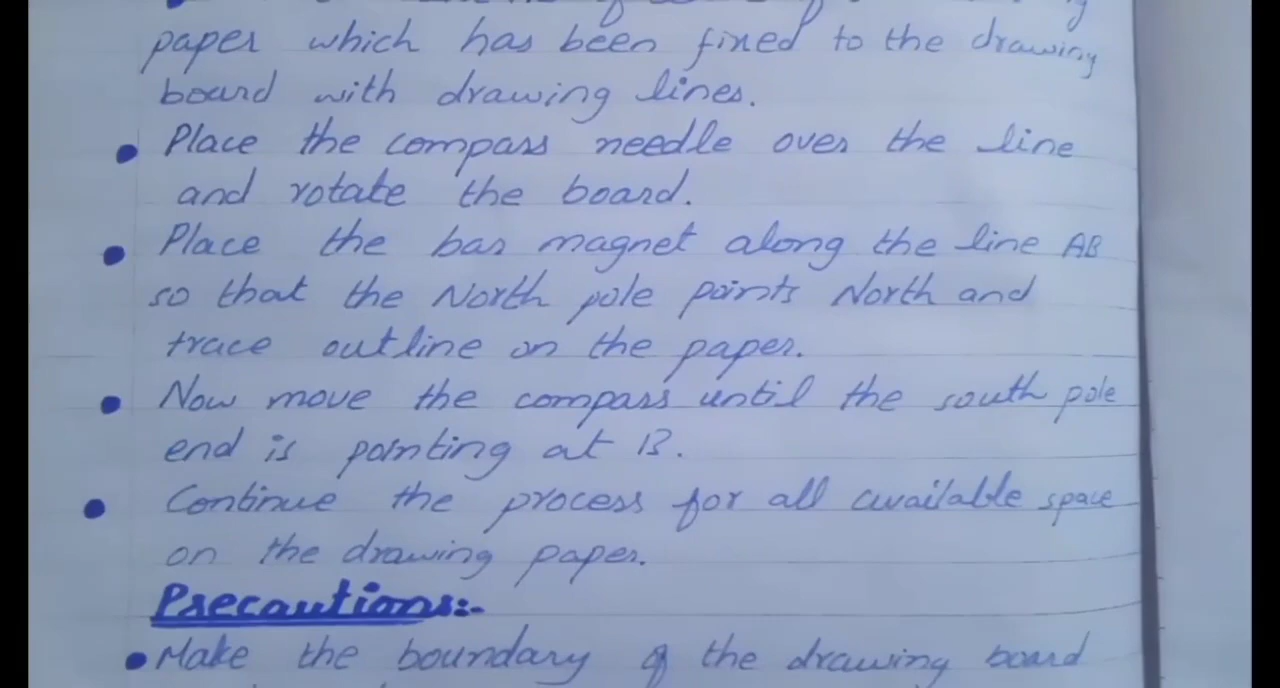 paper which has been fixed to the drawing
board with drawing lines.
• Place the compass needle over the line
and rotate the board.
• Place the bar magnet along the line AB
so that the North pole points North and
trace outline on the paper.
• Now move the compass until the south pole
end is pointing at B.
• Continue the process for all available space
on the drawing paper.
Precautions:-
• Make the boundary of the drawing board